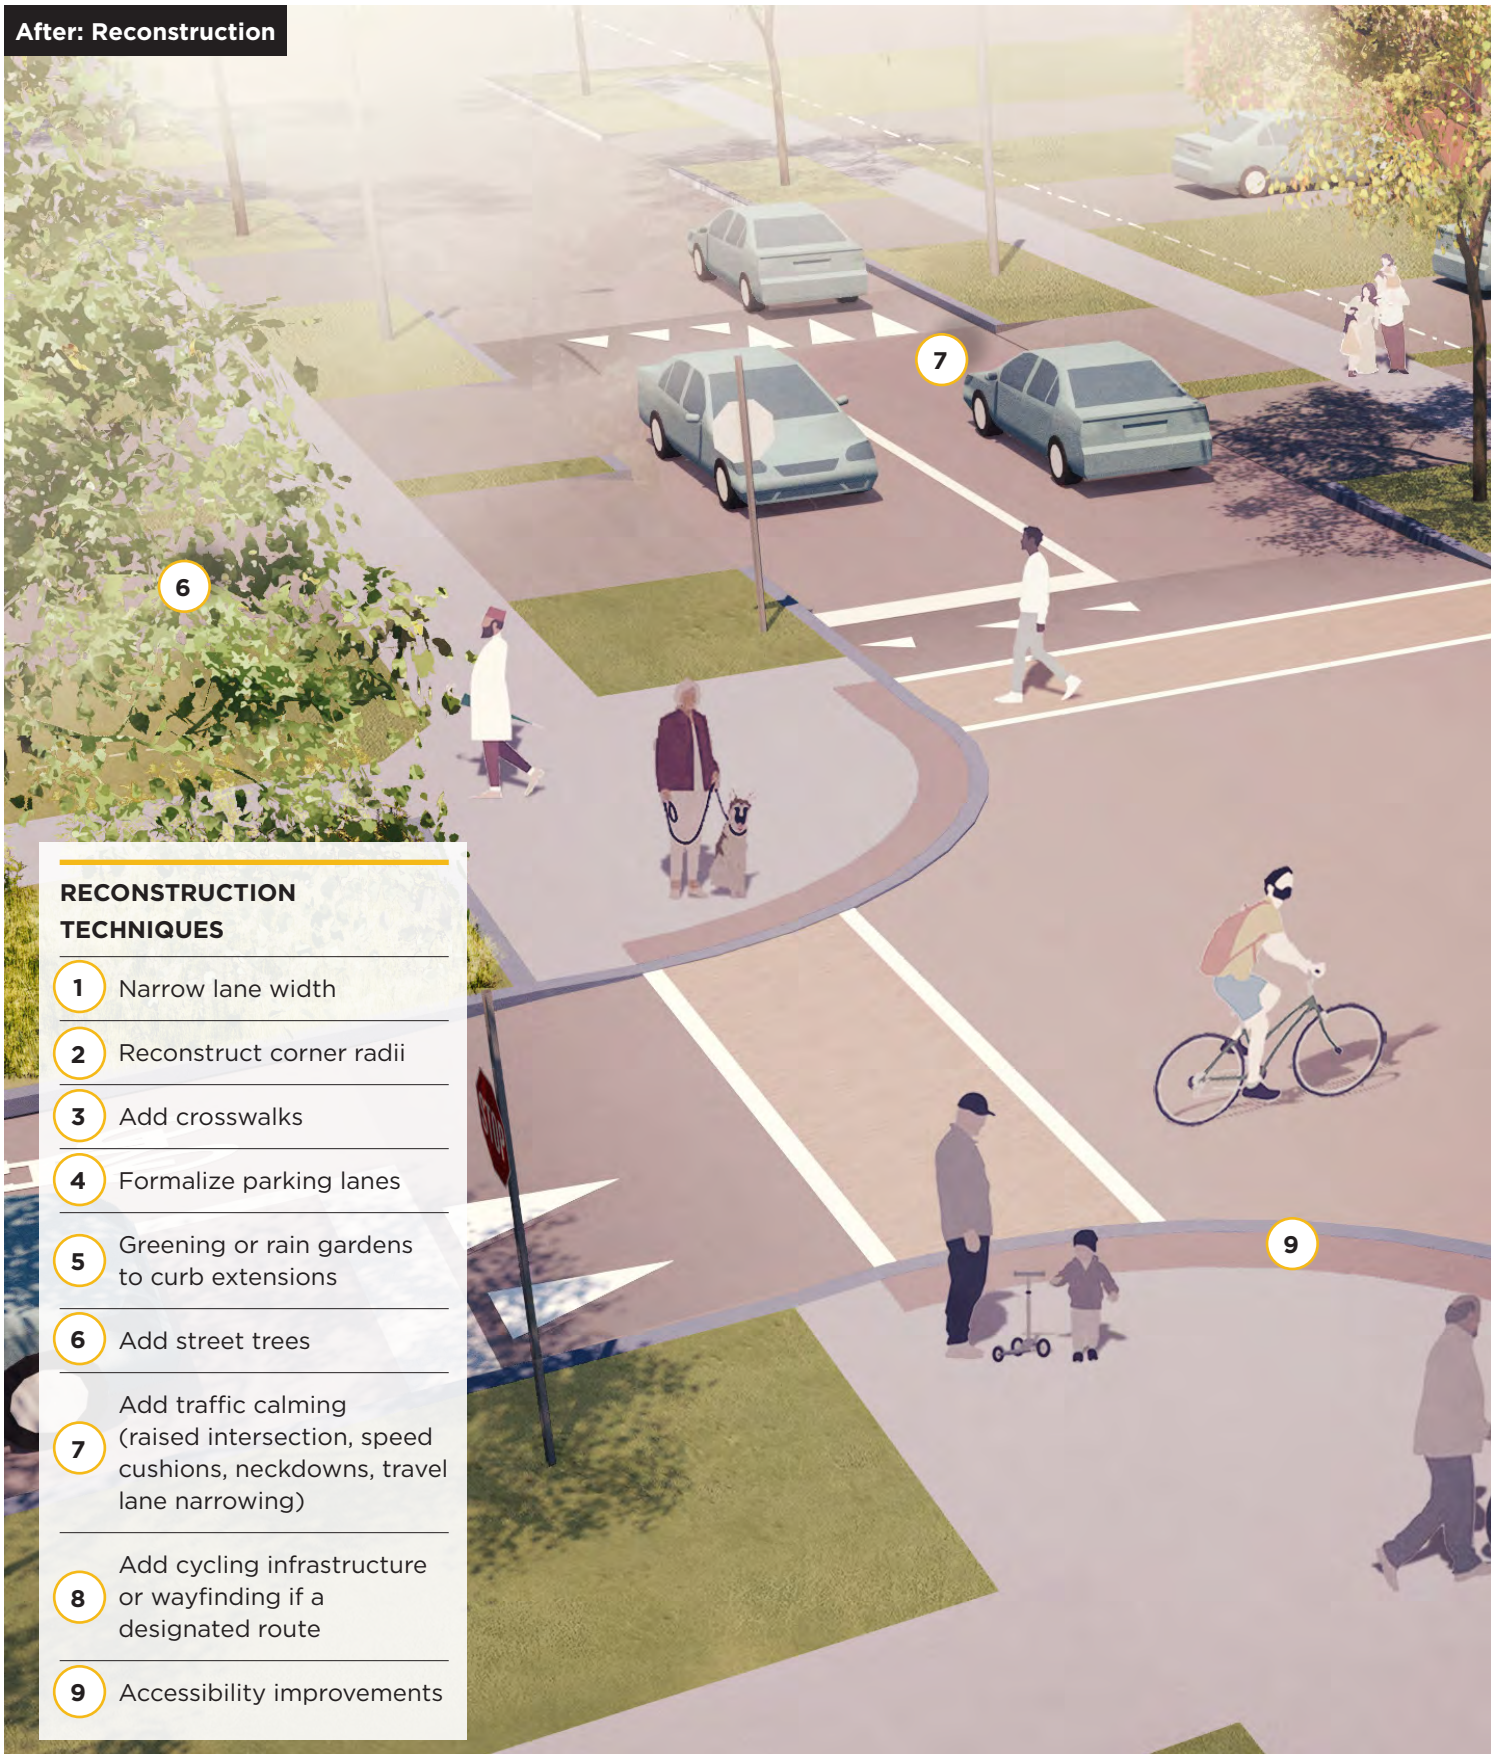 After: Reconstruction
7
6
RECONSTRUCTION
TECHNIQUES
1 Narrow lane width
2 Reconstruct corner radii
3 Add crosswalks
4 Formalize parking lanes
5 Greening or rain gardens
to curb extensions
6 Add street trees
7 Add traffic calming
(raised intersection, speed
cushions, neckdowns, travel
lane narrowing)
8 Add cycling infrastructure
or wayfinding if a
designated route
9 Accessibility improvements
STOP
9